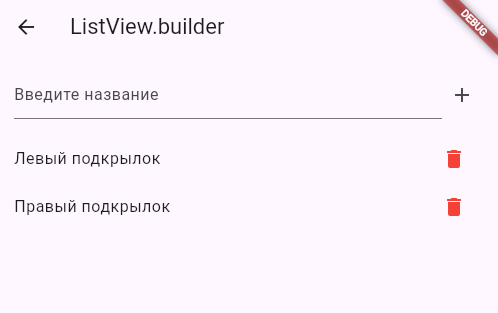 ListView.builder
DEBUG
Введите название
Левый подкрылок
Правый подкрылок